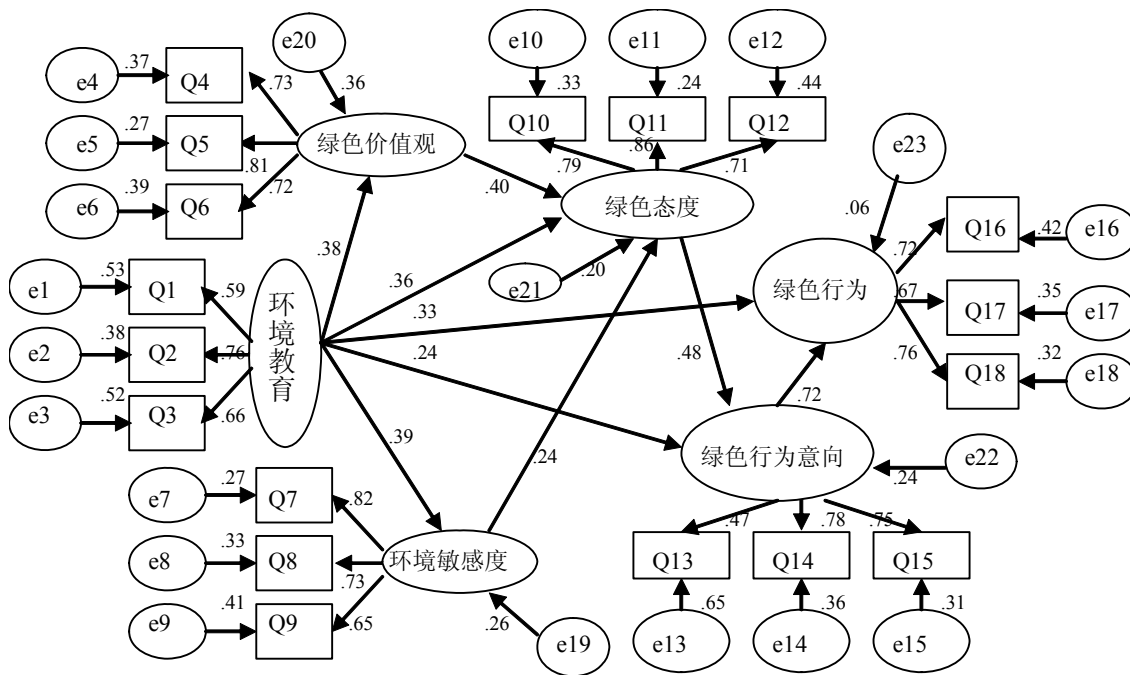 e20
e10
e11
e12
e4
.37
Q4
.73
.36
.33
.24
.44
Q10
Q11
Q12
e5
.27
Q5
.81
绿色价值观
.79
.86
.71
e23
e6
.39
Q6
.72
.40
绿色态度
.06
Q16
.42
e16
.72
.38
.36
e21
.20
e1
.53
Q1
.59
环境教育
.33
绿色行为
.67
Q17
.35
e17
e2
.38
Q2
.76
.24
.48
.76
Q18
.32
e18
e3
.52
Q3
.66
.72
.39
.24
绿色行为意向
e22
.24
e7
.27
Q7
.82
.47
.78
.75
e8
.33
Q8
.73
环境敏感度
Q13
Q14
Q15
e9
.41
Q9
.65
.26
e19
.65
.36
.31
e13
e14
e15